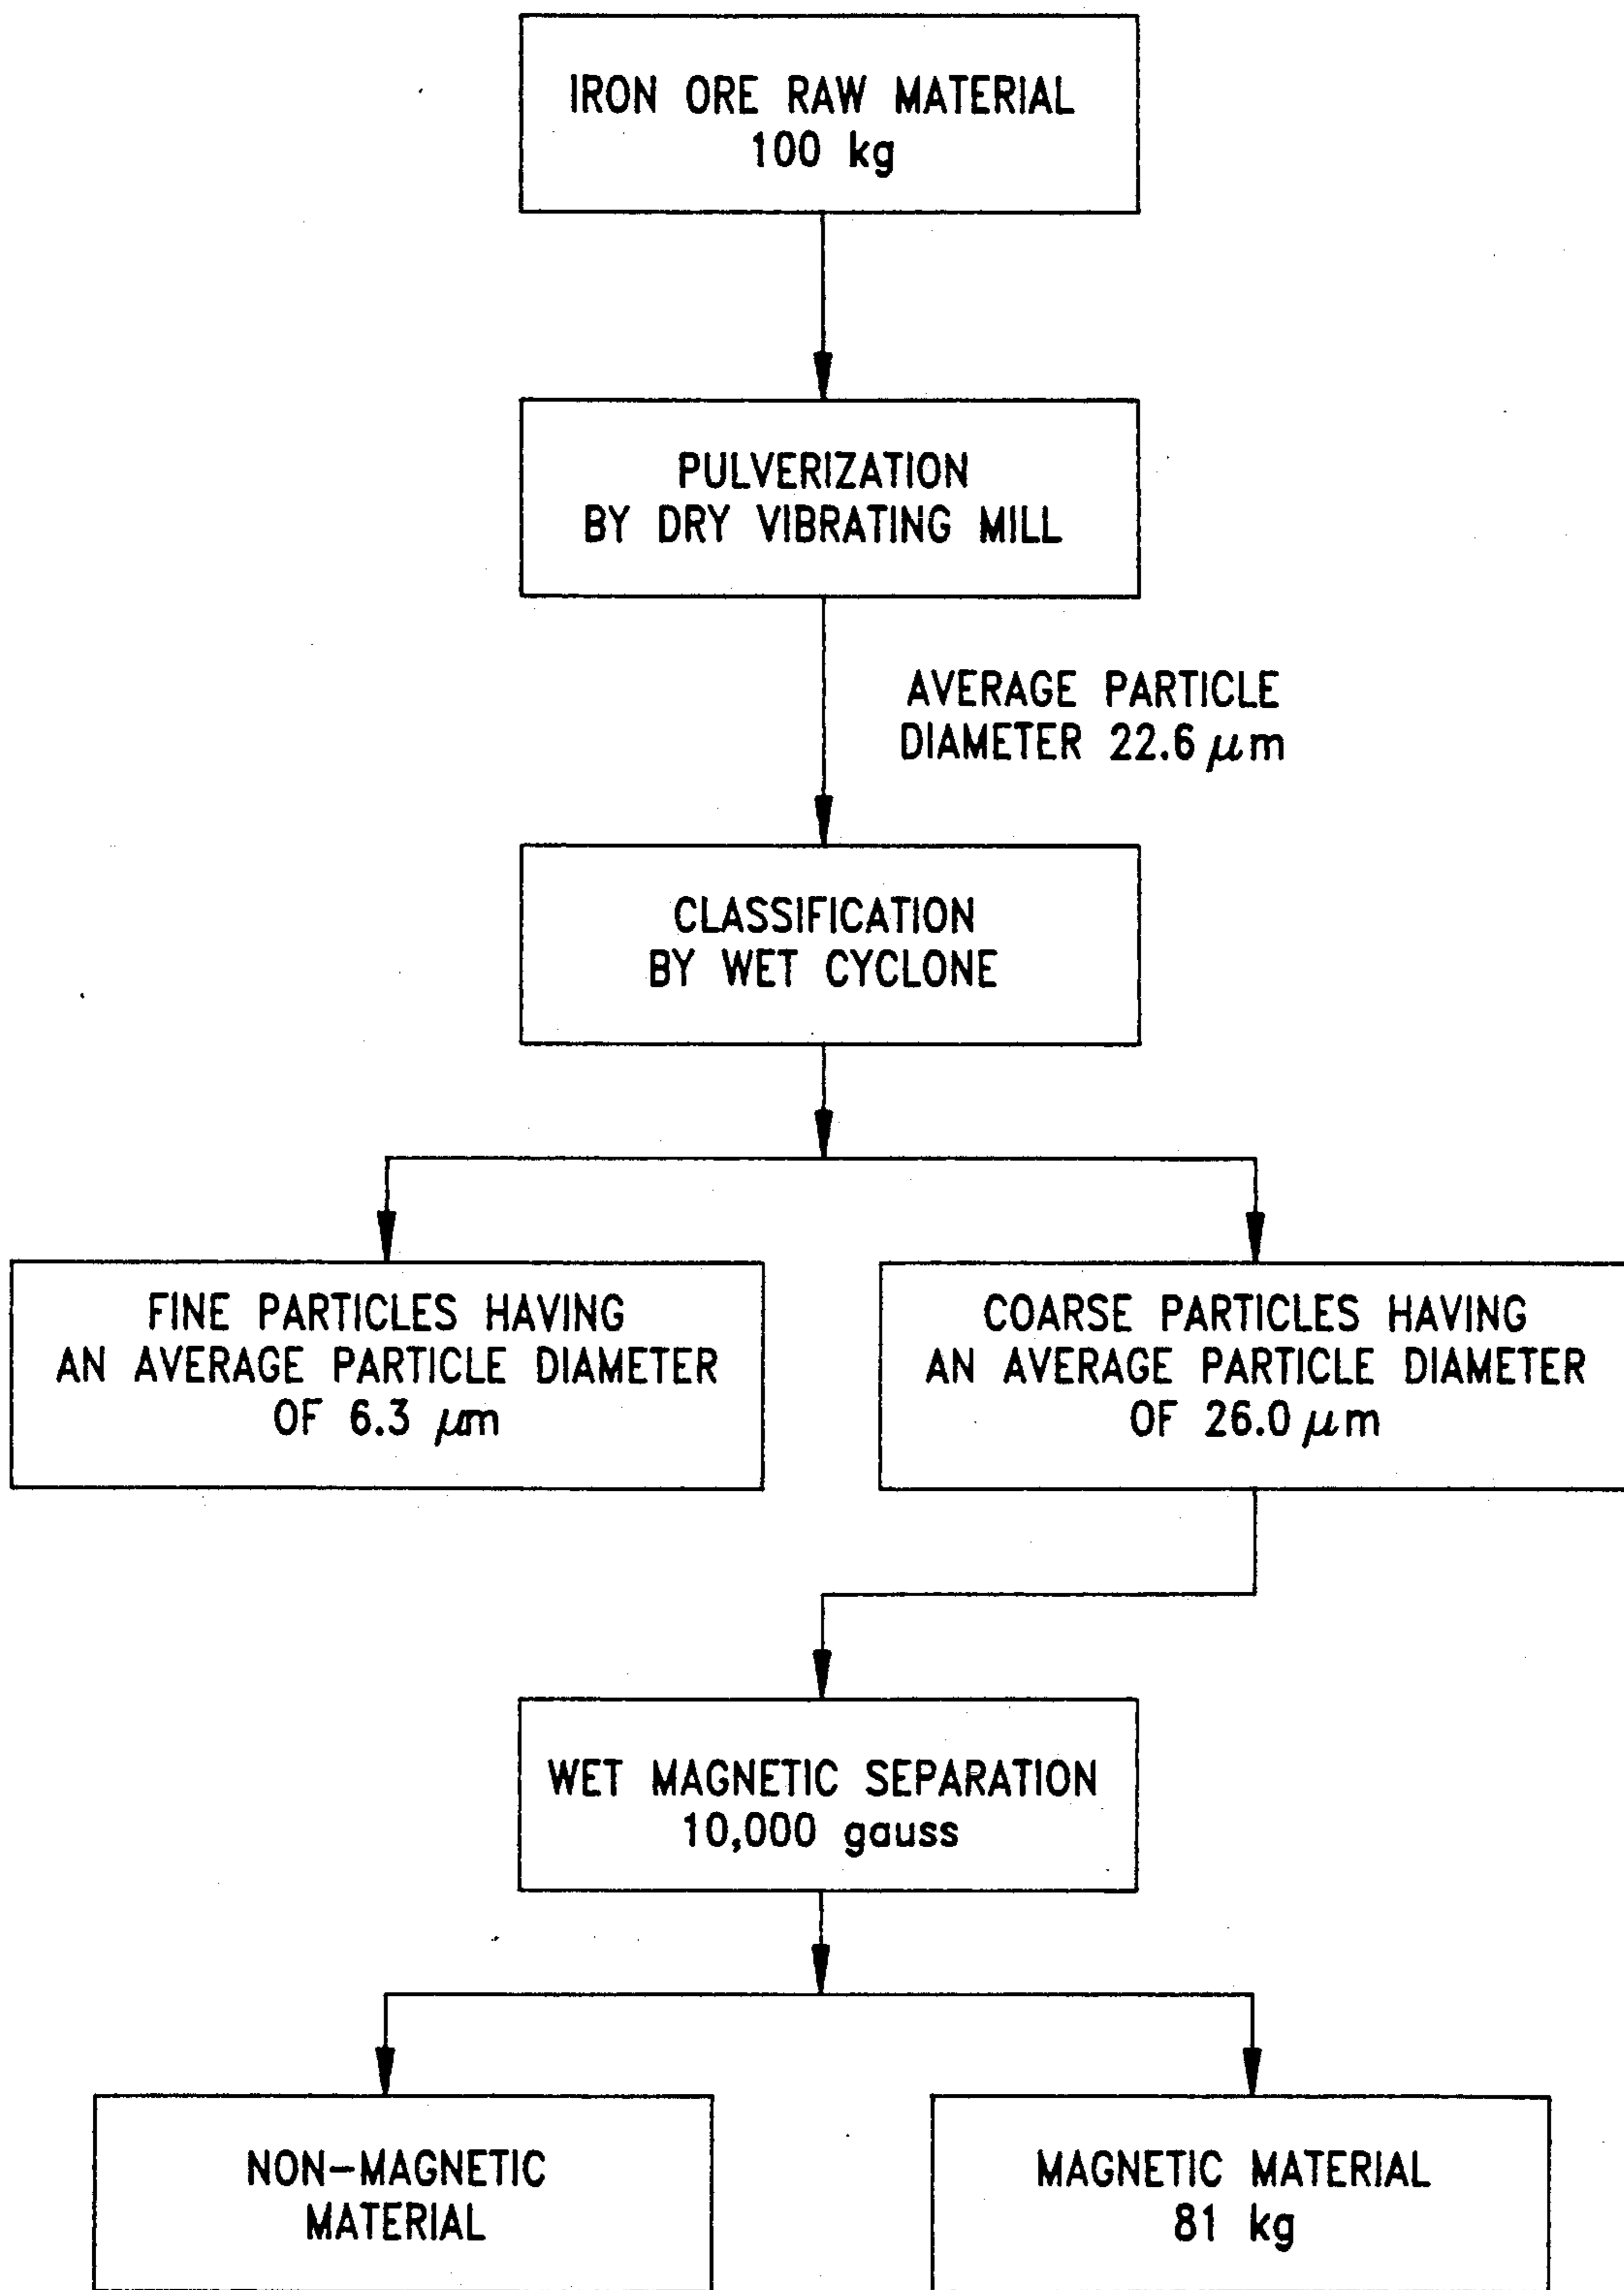 IRON ORE RAW MATERIAL
100 kg
PULVERIZATION
BY DRY VIBRATING MILL
AVERAGE PARTICLE
DIAMETER 22.6 μm
CLASSIFICATION
BY WET CYCLONE
FINE PARTICLES HAVING
AN AVERAGE PARTICLE DIAMETER
OF 6.3 μm
COARSE PARTICLES HAVING
AN AVERAGE PARTICLE DIAMETER
OF 26.0 μm
WET MAGNETIC SEPARATION
10,000 gauss
NON-MAGNETIC
MATERIAL
MAGNETIC MATERIAL
81 kg